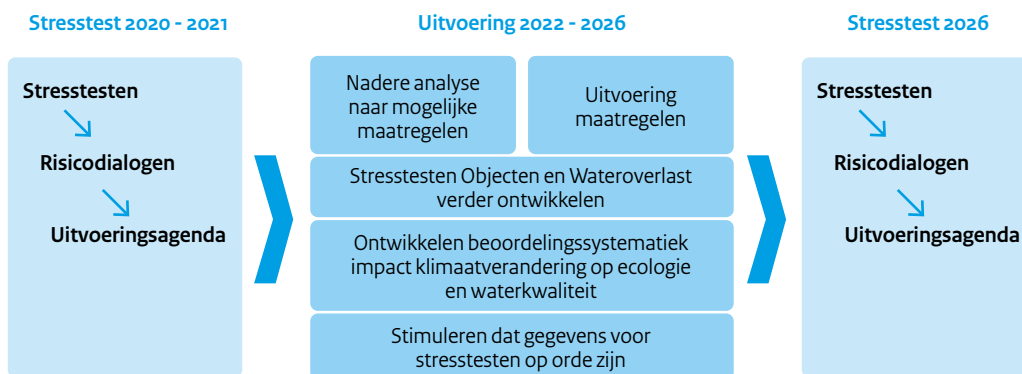 Stresstest 2020 - 2021
Stresstesten
Risicodialogen
Uitvoeringsagenda
Uitvoering 2022 - 2026
Nadere analyse
naar mogelijke
maatregelen
Uitvoering
maatregelen
Stresstesten Objecten en Wateroverlast
verder ontwikkelen
Ontwikkelen beoordelingssystematiek
impact klimaatverandering op ecologie
en waterkwaliteit
Stimuleren dat gegevens voor
stresstesten op orde zijn
Stresstest 2026
Stresstesten
Risicodialogen
Uitvoeringsagenda